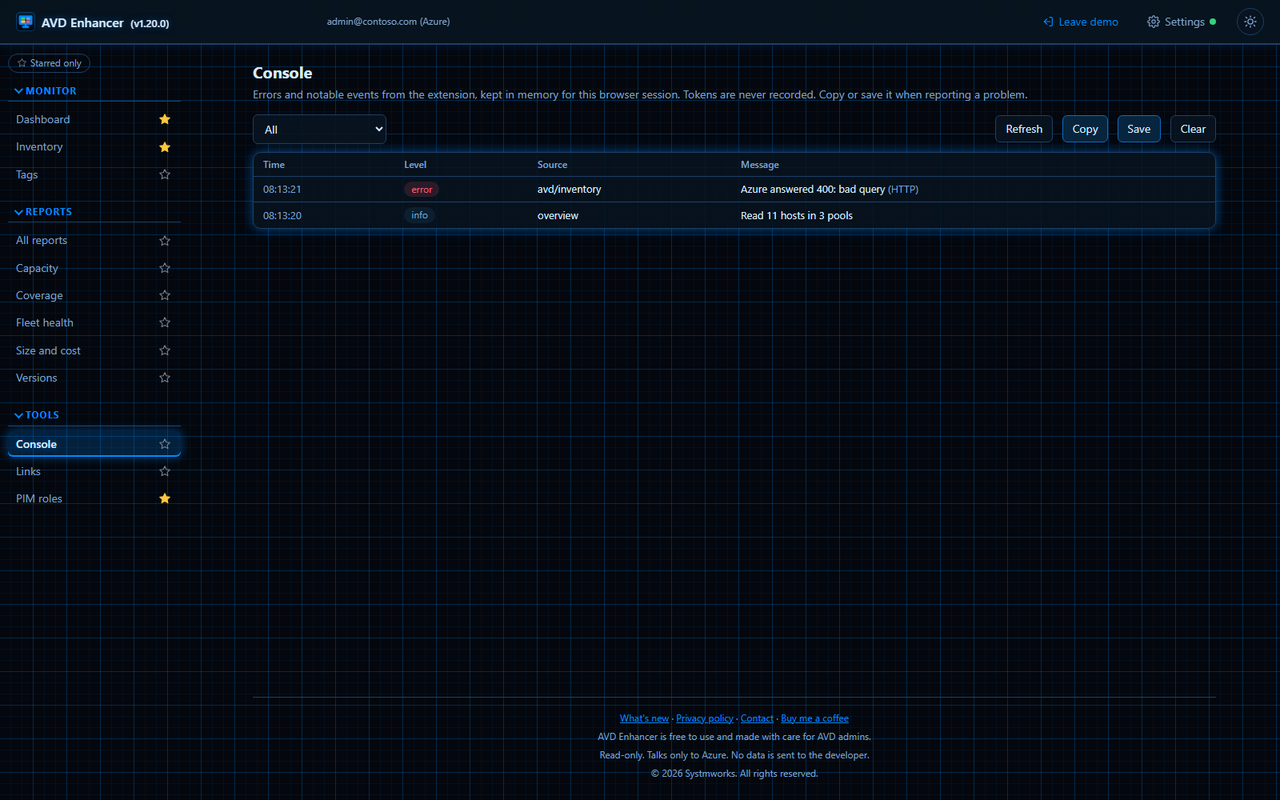 AVD Enhancer (v1.20.0)
admin@contoso.com (Azure)
Leave demo
Settings
Starred only
MONITOR
Dashboard
Inventory
Tags
REPORTS
All reports
Capacity
Coverage
Fleet health
Size and cost
Versions
TOOLS
Console
Links
PIM roles
Console
Errors and notable events from the extension, kept in memory for this browser session. Tokens are never recorded. Copy or save it when reporting a problem.
All
Refresh Copy Save Clear
Time Level Source Message
08:13:21 error avd/inventory Azure answered 400: bad query (HTTP)
08:13:20 info overview Read 11 hosts in 3 pools
What's new · Privacy policy · Contact · Buy me a coffee
AVD Enhancer is free to use and made with care for AVD admins.
Read-only. Talks only to Azure. No data is sent to the developer.
© 2026 Systmworks. All rights reserved.